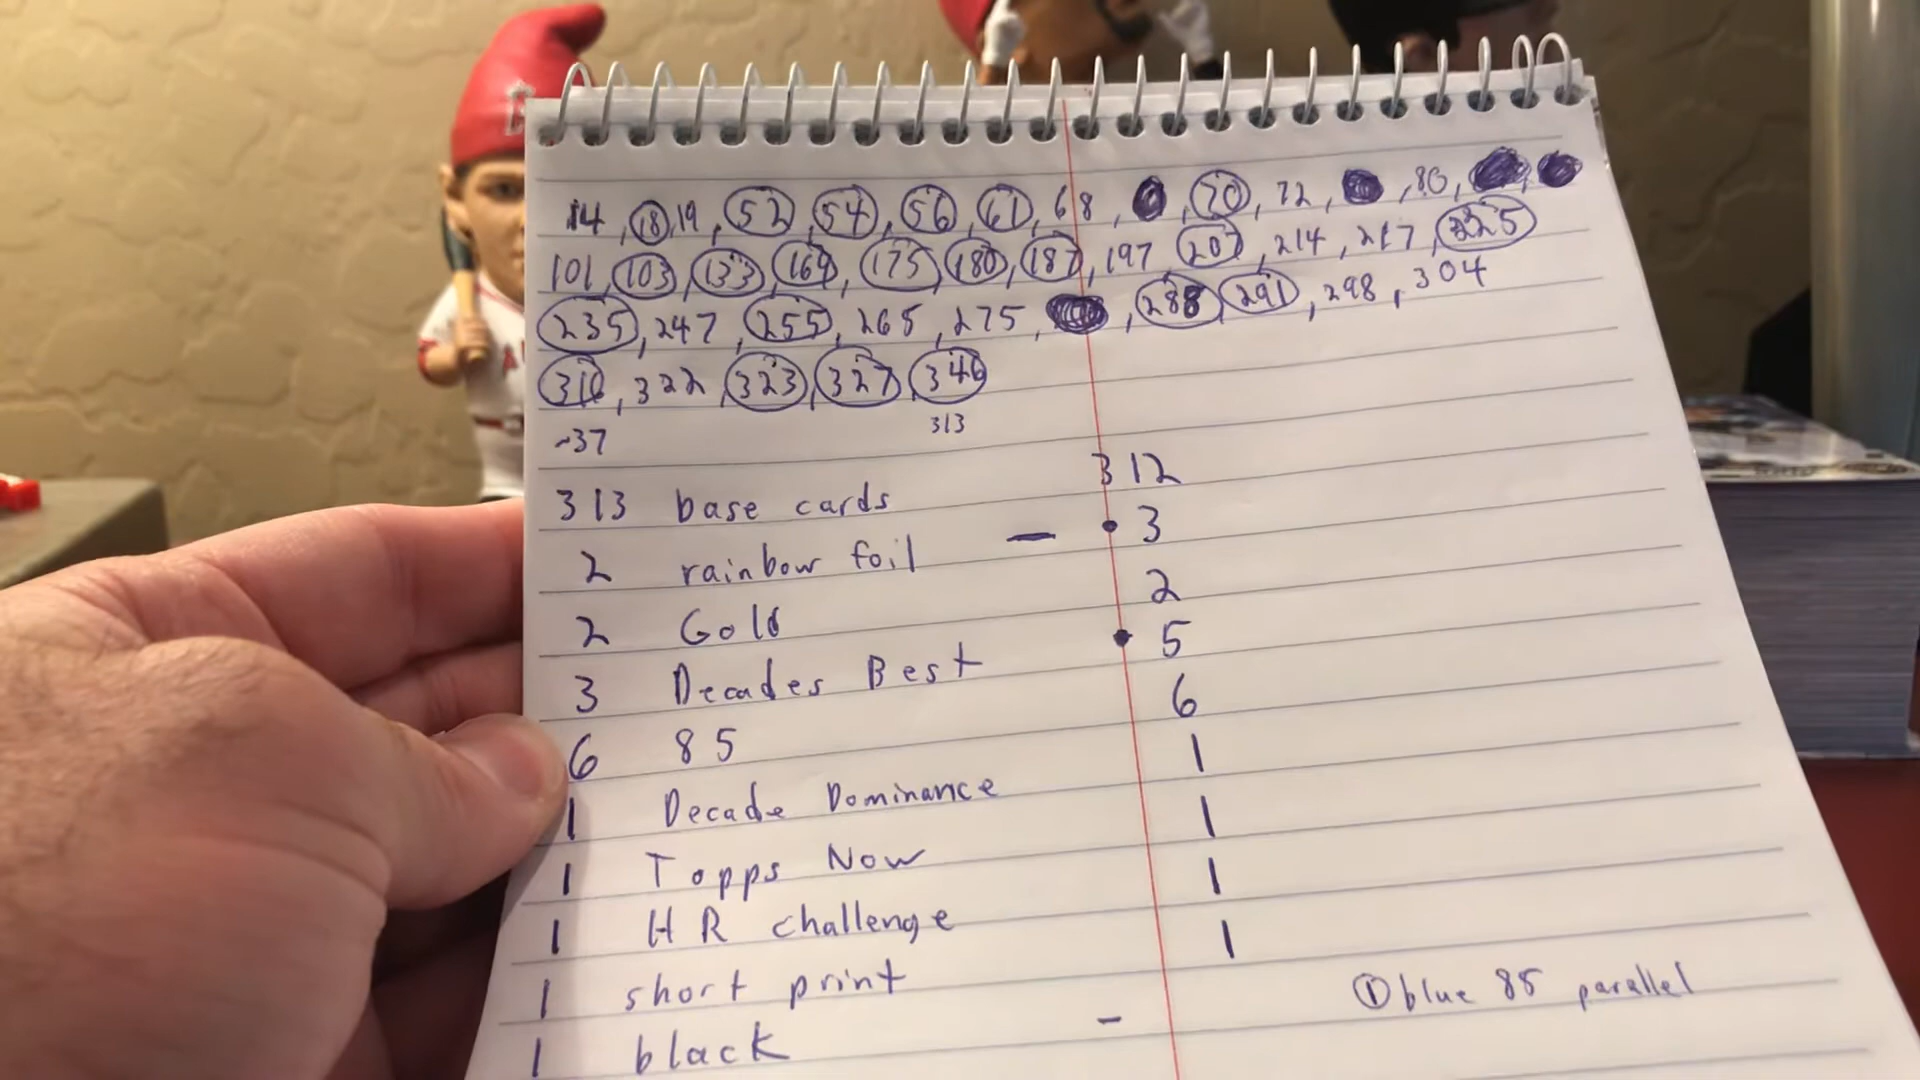 14, 18, 19, 52, 54, 56, 61, 68, , 70, 72, , 80, ,
101, 103, 133, 169, 175, 180, 187, 197 207, 214, 217, 225
235, 247, 255, 265, 275, , 288, 291, 298, 304
310, 322, 323, 327, 346
-37 313
312
313 base cards — • 3
2 rainbow foil 2
2 Gold • 5
3 Decades Best 6
6 85 1
1 Decade Dominance 1
1 Topps Now 1
1 HR challenge 1
1 short print ① blue 85 parallel
1 black -